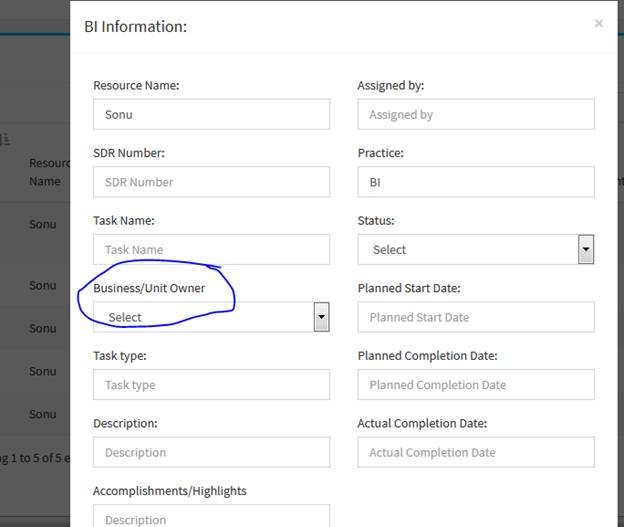 BI Information:
×
Resource Name:
Assigned by:
Sonu
Assigned by
SDR Number:
Practice:
SDR Number
BI
Task Name:
Status:
Task Name
Select
Business/Unit Owner
Planned Start Date:
Select
Planned Start Date
Task type:
Planned Completion Date:
Task type
Planned Completion Date
Description:
Actual Completion Date:
Description
Actual Completion Date
Accomplishments/Highlights
Description
Name
Sonu
Sonu
Sonu
Sonu
Sonu
1 to 5 of 5